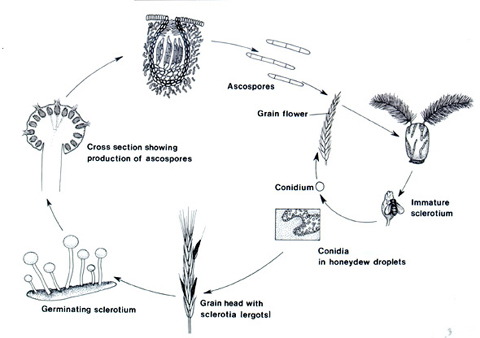 Ascospores
Grain flower
Cross section showing
production of ascospores
Conidium
Immature
sclerotium
Conidia
in honeydew droplets
Germinating sclerotium
Grain head with
sclerotia (ergots)
3